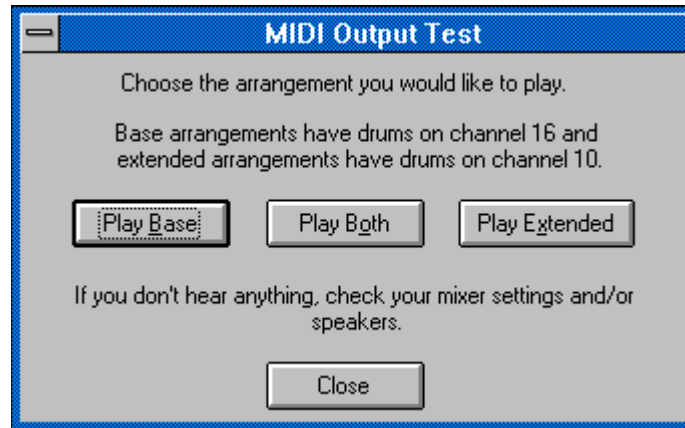 MIDI Output Test
Choose the arrangement you would like to play.
Base arrangements have drums on channel 16 and
extended arrangements have drums on channel 10.
Play Base
Play Both
Play Extended
If you don't hear anything, check your mixer settings and/or
speakers.
Close